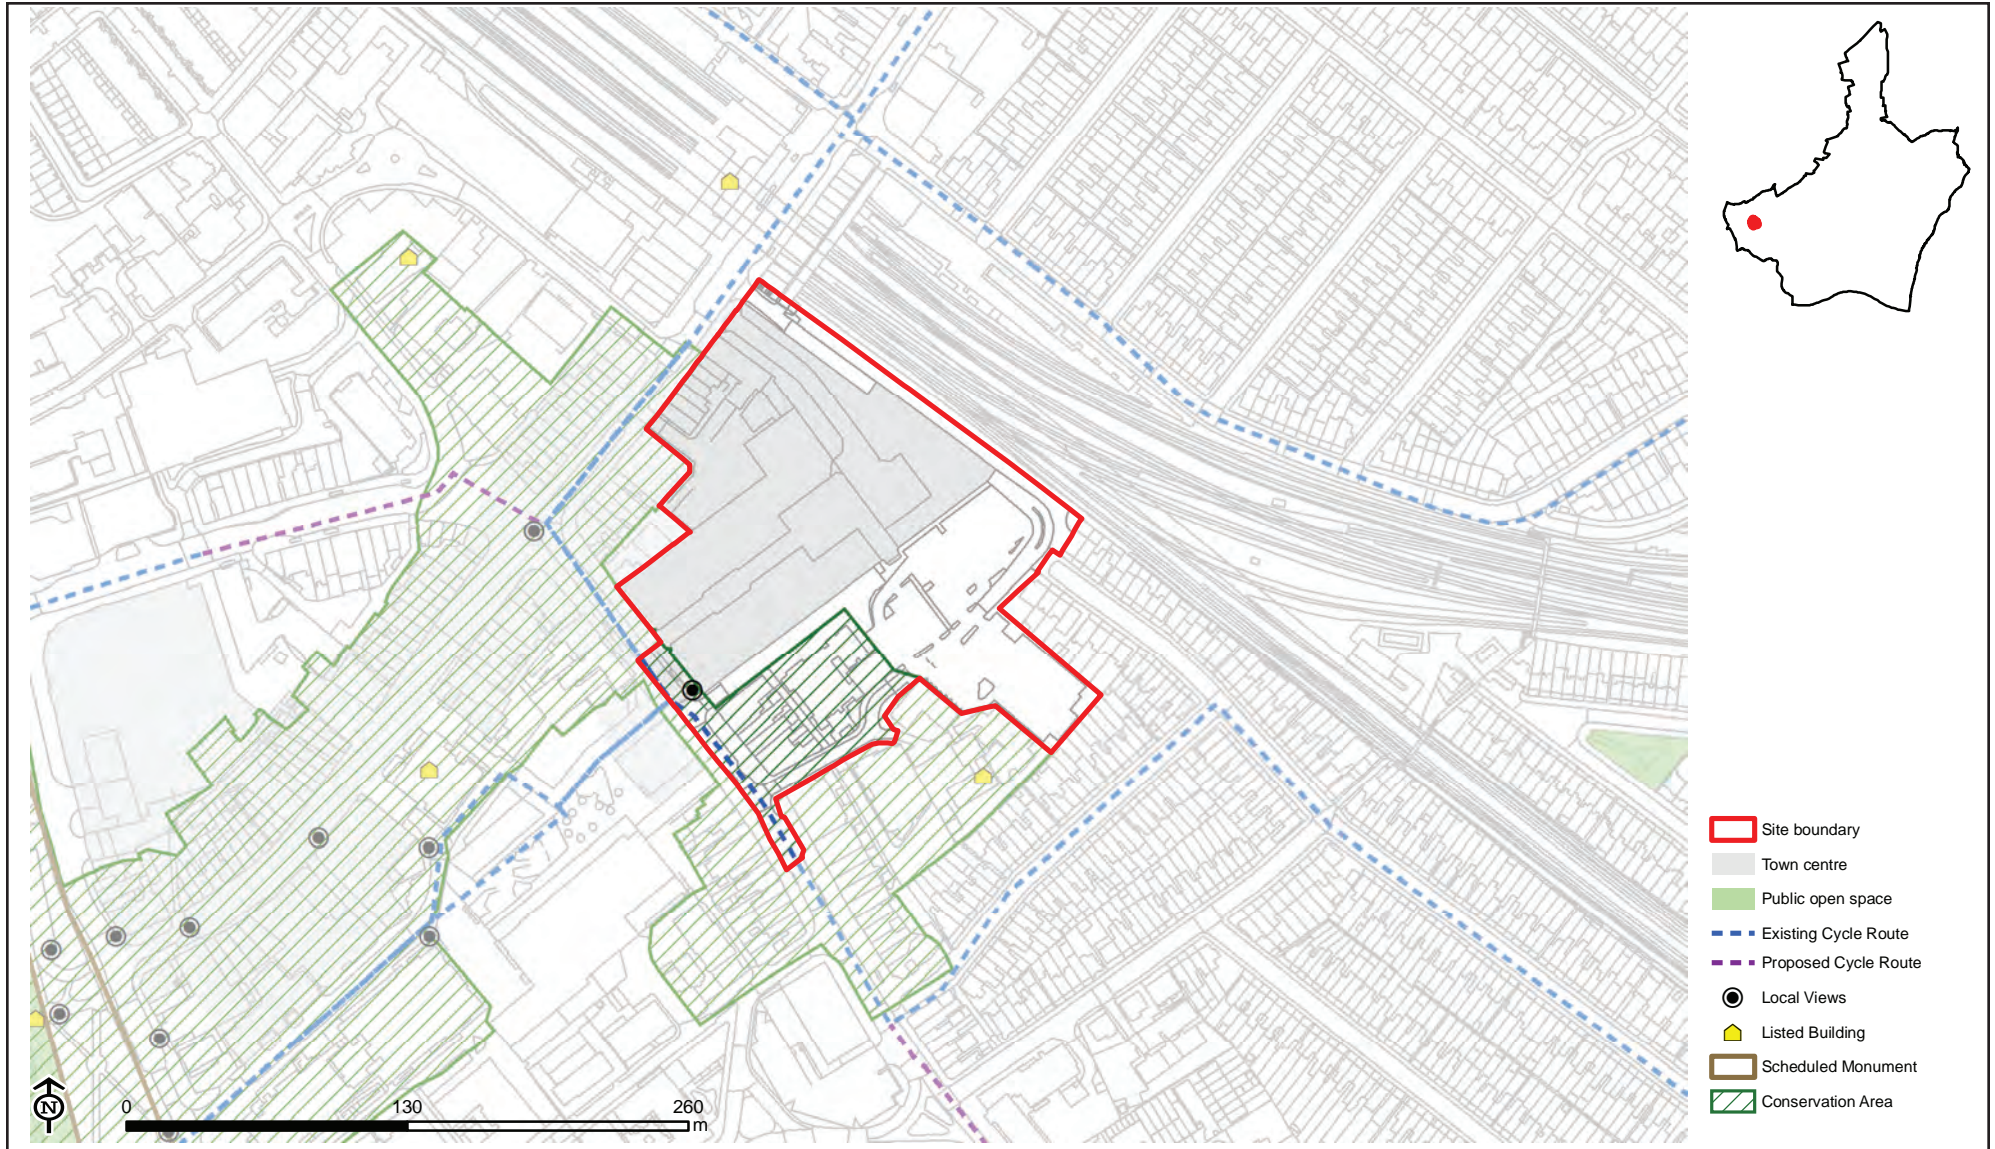 Site boundary
Town centre
Public open space
Existing Cycle Route
Proposed Cycle Route
Local Views
Listed Building
Scheduled Monument
Conservation Area
N
0 130 260
m